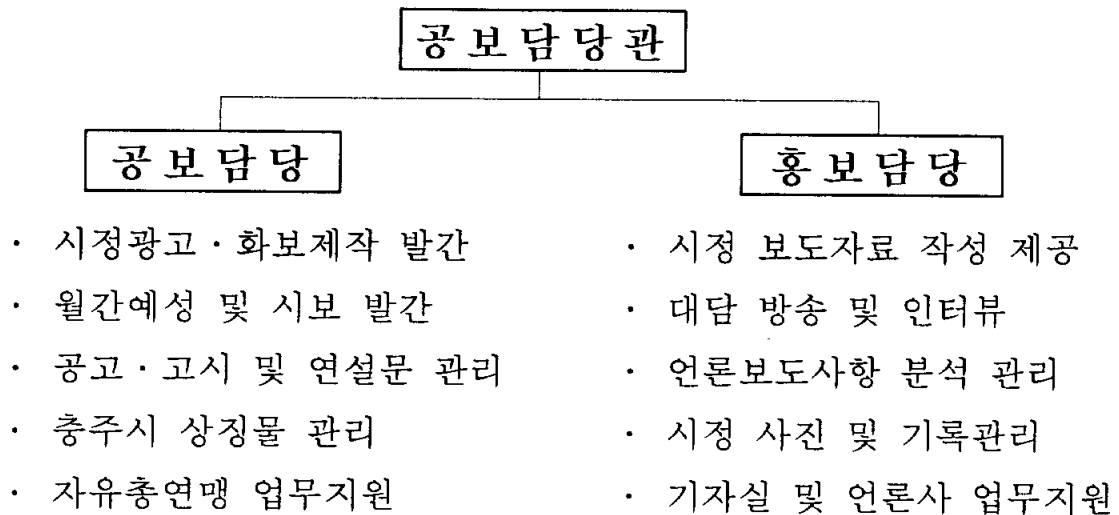 공보담당관
공보담당
홍보담당
· 시정광고 · 화보제작 발간
· 월간예성 및 시보 발간
· 공고 · 고시 및 연설문 관리
· 충주시 상징물 관리
· 자유총연맹 업무지원
· 시정 보도자료 작성 제공
· 대담 방송 및 인터뷰
· 언론보도사항 분석 관리
· 시정 사진 및 기록관리
· 기자실 및 언론사 업무지원